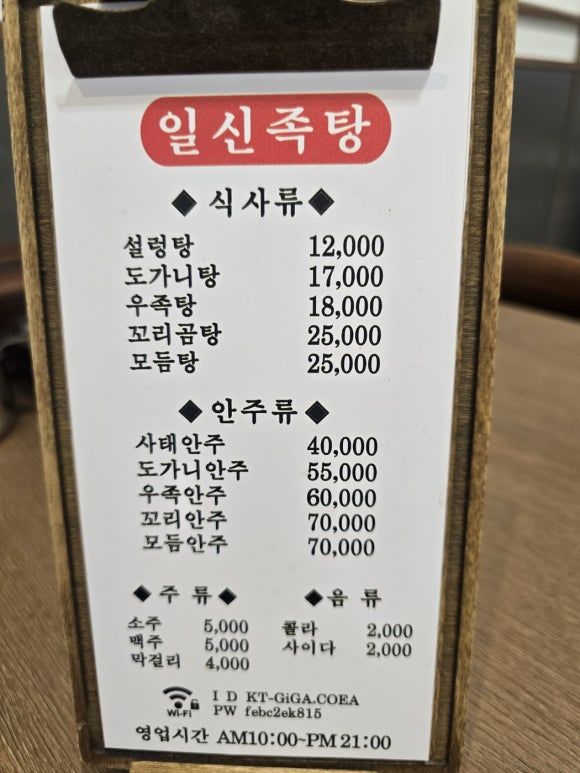 일신족탕
◆ 식사류 ◆
설렁탕 12,000
도가니탕 17,000
우족탕 18,000
꼬리곰탕 25,000
모듬탕 25,000
◆ 안주류 ◆
사태안주 40,000
도가니안주 55,000
우족안주 60,000
꼬리안주 70,000
모듬안주 70,000
◆ 주 류 ◆
소주 5,000
맥주 5,000
막걸리 4,000
◆ 음 류
콜라 2,000
사이다 2,000
Wi-Fi
I D KT-GiGA.COEA
PW febc2ek815
영업시간 AM10:00~PM 21:00